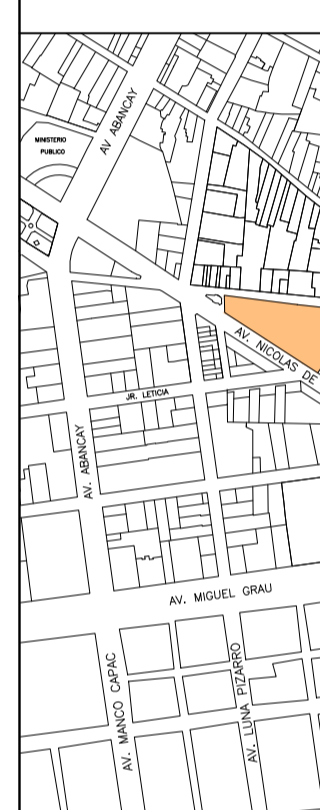 AV ABANCAY
MINISTERIO
PUBLICO
AV. NICOLAS DE
JR. LETICIA
AV. ABANCAY
AV. MIGUEL GRAU
AV. MANCO CAPAC
AV. LUNA PIZARRO